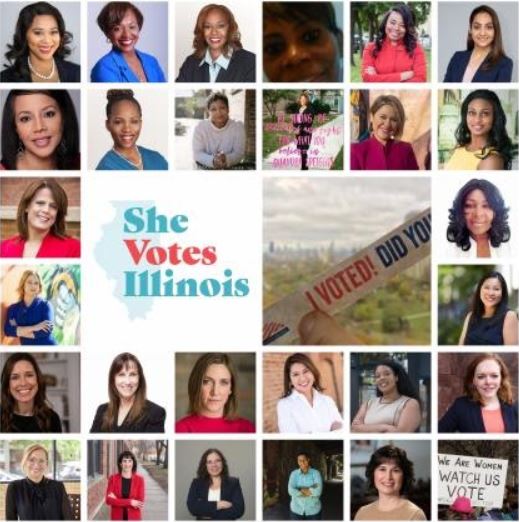 She
Votes
Illinois
I VOTED! DID YOU
WE ARE WOMEN
WATCH US
VOTE